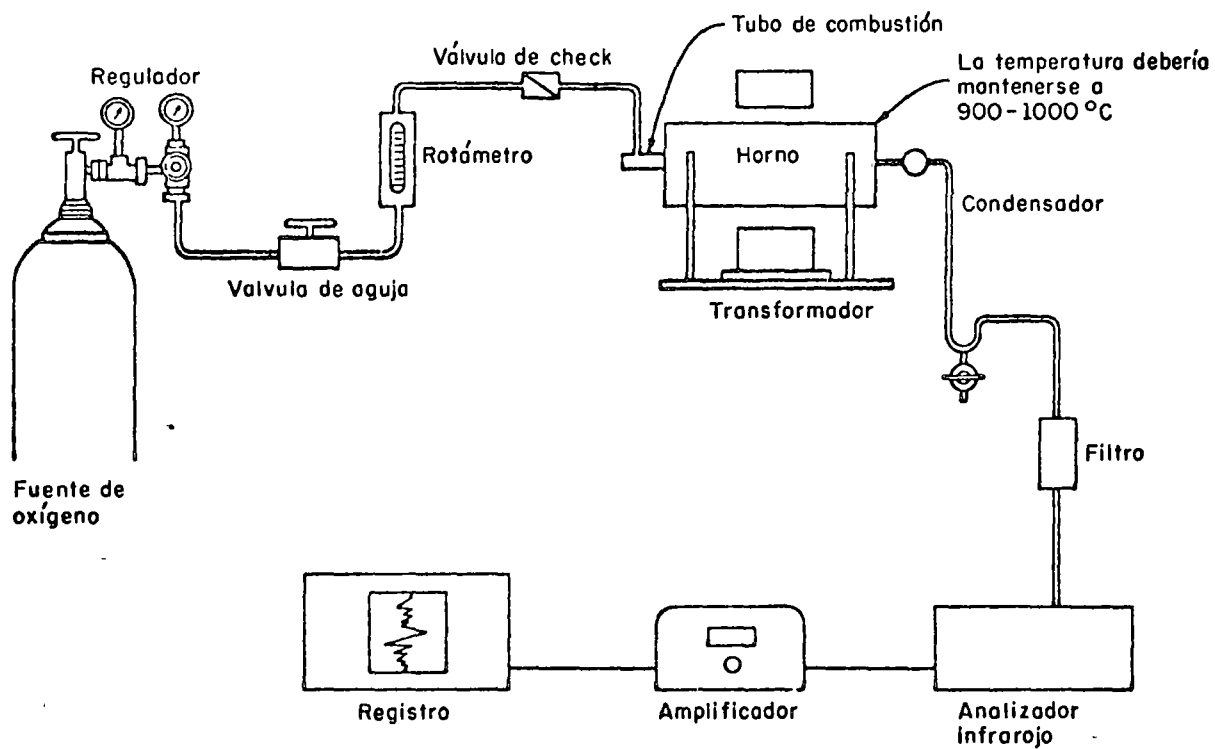 Tubo de combustión
Válvula de check
La temperatura debería
mantenerse a
900-1000 °C
Regulador
Rotámetro
Horno
Condensador
Valvula de aguja
Transformador
Filtro
Fuente de
oxígeno
Registro
Amplificador
Analizador
infrarojo